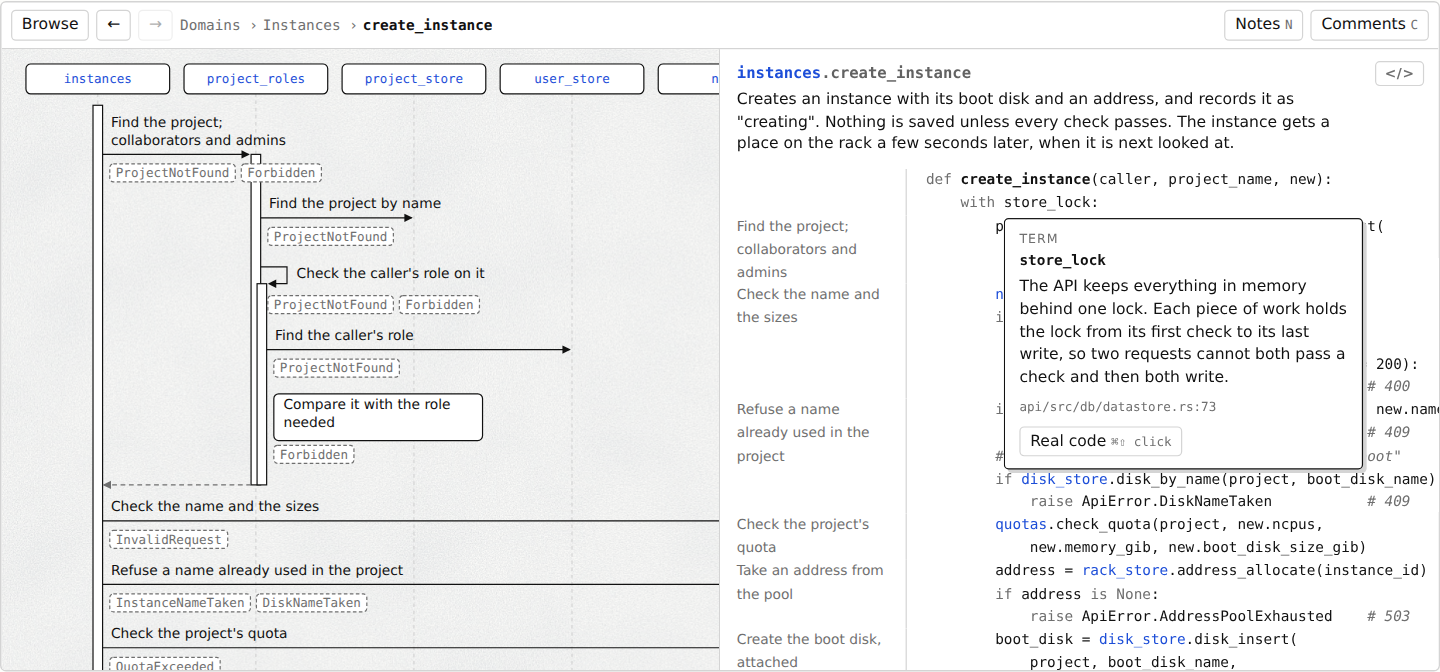 Browse ← → Domains › Instances › create_instance Notes N Comments C
instances project_roles project_store user_store n
Find the project;
collaborators and admins
ProjectNotFound Forbidden
Find the project by name
ProjectNotFound
Check the caller's role on it
ProjectNotFound Forbidden
Find the caller's role
ProjectNotFound
Compare it with the role
needed
Forbidden
Check the name and the sizes
InvalidRequest
Refuse a name already used in the project
InstanceNameTaken DiskNameTaken
Check the project's quota
QuotaExceeded
instances.create_instance </>
Creates an instance with its boot disk and an address, and records it as
"creating". Nothing is saved unless every check passes. The instance gets a
place on the rack a few seconds later, when it is next looked at.
def create_instance(caller, project_name, new):
with store_lock:
Find the project;
collaborators and
admins
Check the name and
the sizes
Refuse a name
already used in the
project
Check the project's
quota
Take an address from
the pool
Create the boot disk,
attached
p t(
n
i
200):
# 400
i new.name
# 409
# oot"
TERM
store_lock
The API keeps everything in memory
behind one lock. Each piece of work holds
the lock from its first check to its last
write, so two requests cannot both pass a
check and then both write.
api/src/db/datastore.rs:73
Real code ⌘⇧ click
if disk_store.disk_by_name(project, boot_disk_name)
raise ApiError.DiskNameTaken # 409
quotas.check_quota(project, new.ncpus,
new.memory_gib, new.boot_disk_size_gib)
address = rack_store.address_allocate(instance_id)
if address is None:
raise ApiError.AddressPoolExhausted # 503
boot_disk = disk_store.disk_insert(
project, boot_disk_name,